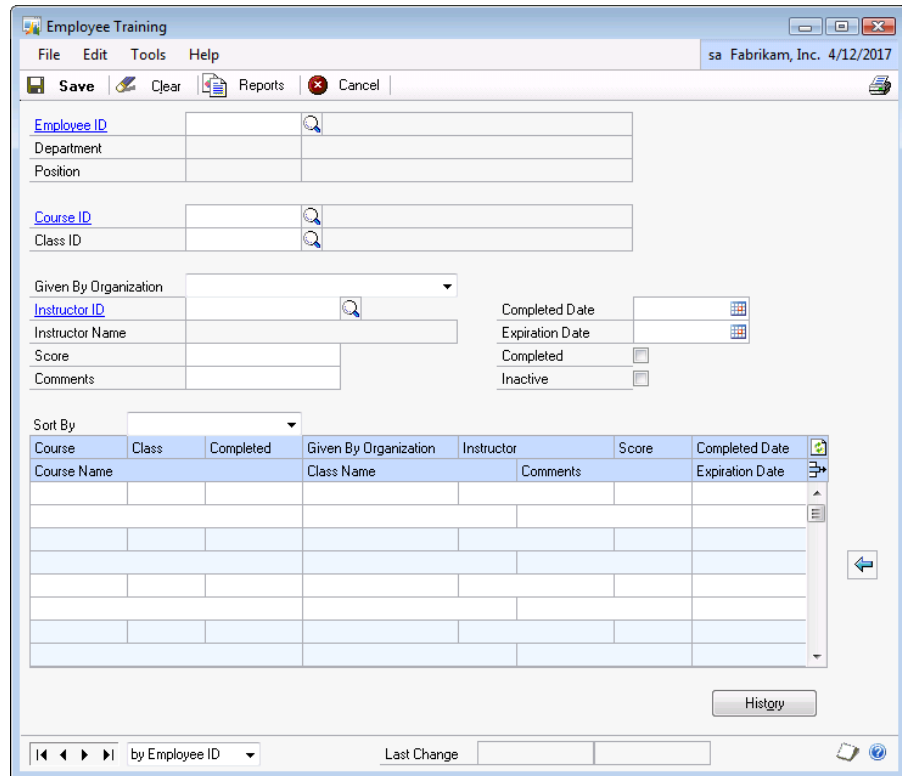 Employee Training
File Edit Tools Help sa Fabrikam, Inc. 4/12/2017
Save Clear Reports Cancel
Employee ID
Department
Position
Course ID
Class ID
Given By Organization
Instructor ID Completed Date
Instructor Name Expiration Date
Score Completed
Comments Inactive
Sort By
Course Class Completed Given By Organization Instructor Score Completed Date
Course Name Class Name Comments Expiration Date
History
by Employee ID Last Change